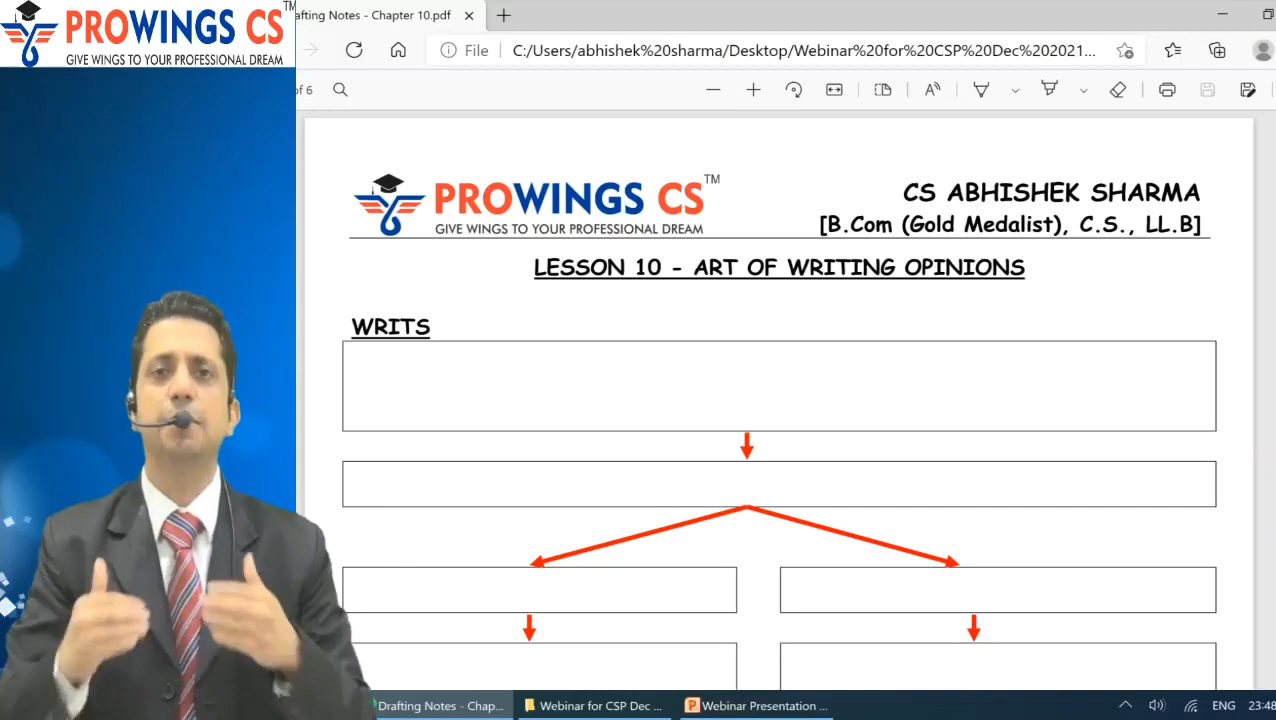 PROWINGS CS TM
GIVE WINGS TO YOUR PROFESSIONAL DREAM
rafting Notes - Chapter 10.pdf
File C:/Users/abhishek%20sharma/Desktop/Webinar%20for%20CSP%20Dec%202021...
of 6
PROWINGS CS TM
GIVE WINGS TO YOUR PROFESSIONAL DREAM
CS ABHISHEK SHARMA
[B.Com (Gold Medalist), C.S., LL.B]
LESSON 10 - ART OF WRITING OPINIONS
WRITS
Drafting Notes - Chap...
Webinar for CSP Dec ...
Webinar Presentation ...
ENG
23:48